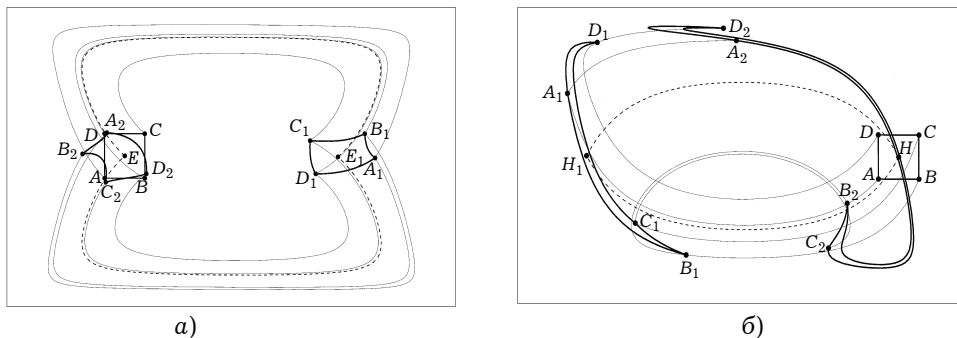 D A₂ C
B₂ E
A D₂
C₂ B
C₁ B₁
E₁
D₁ A₁
а)
D₁ D₂
A₂
A₁
H₁
D C
H
A B
B₂
C₁
C₂
B₁
б)